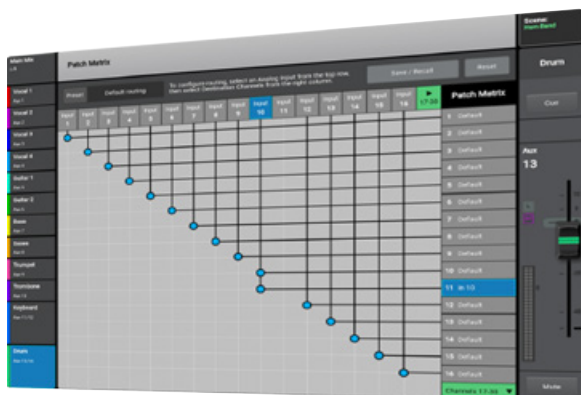 Main Mix
L/R
Patch Matrix
Scene:
Ham-Band
Preset
Default routing
To configure routing, select an Analog Input from the top row,
then select Destination Channels from the right column.
Save / Recall
Reset
Drum
Vocal 1
Vocal 2
Vocal 3
Vocal 4
Guitar 1
Guitar 2
Bass
Trumpet
Trombone
Keyboard
Drum
Input 1
Input 2
Input 3
Input 4
Input 5
Input 6
Input 7
Input 8
Input 9
Input 10
Input 11
Input 12
Input 13
Input 14
Input 15
Input 16
17-20
Patch Matrix
1 Default
2 Default
3 Default
4 Default
5 Default
6 Default
7 Default
8 Default
9 Default
10 Default
11 In 10
12 Default
13 Default
14 Default
15 Default
16 Default
Channels 17-20
Cue
Aux
13
Mute